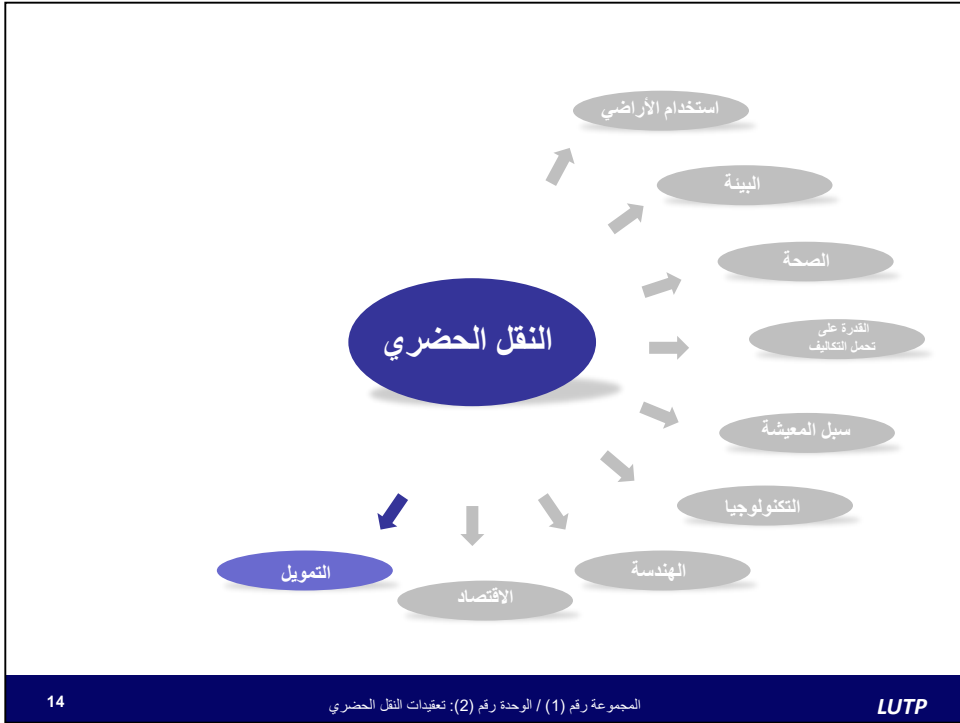 استخدام الأراضي
البيئة
الصحة
القدرة على
تحمل التكاليف
سبل المعيشة
التكنولوجيا
الهندسة
الاقتصاد
التمويل
النقل الحضري
14
المجموعة رقم (1) / الوحدة رقم (2): تعقيدات النقل الحضري
LUTP